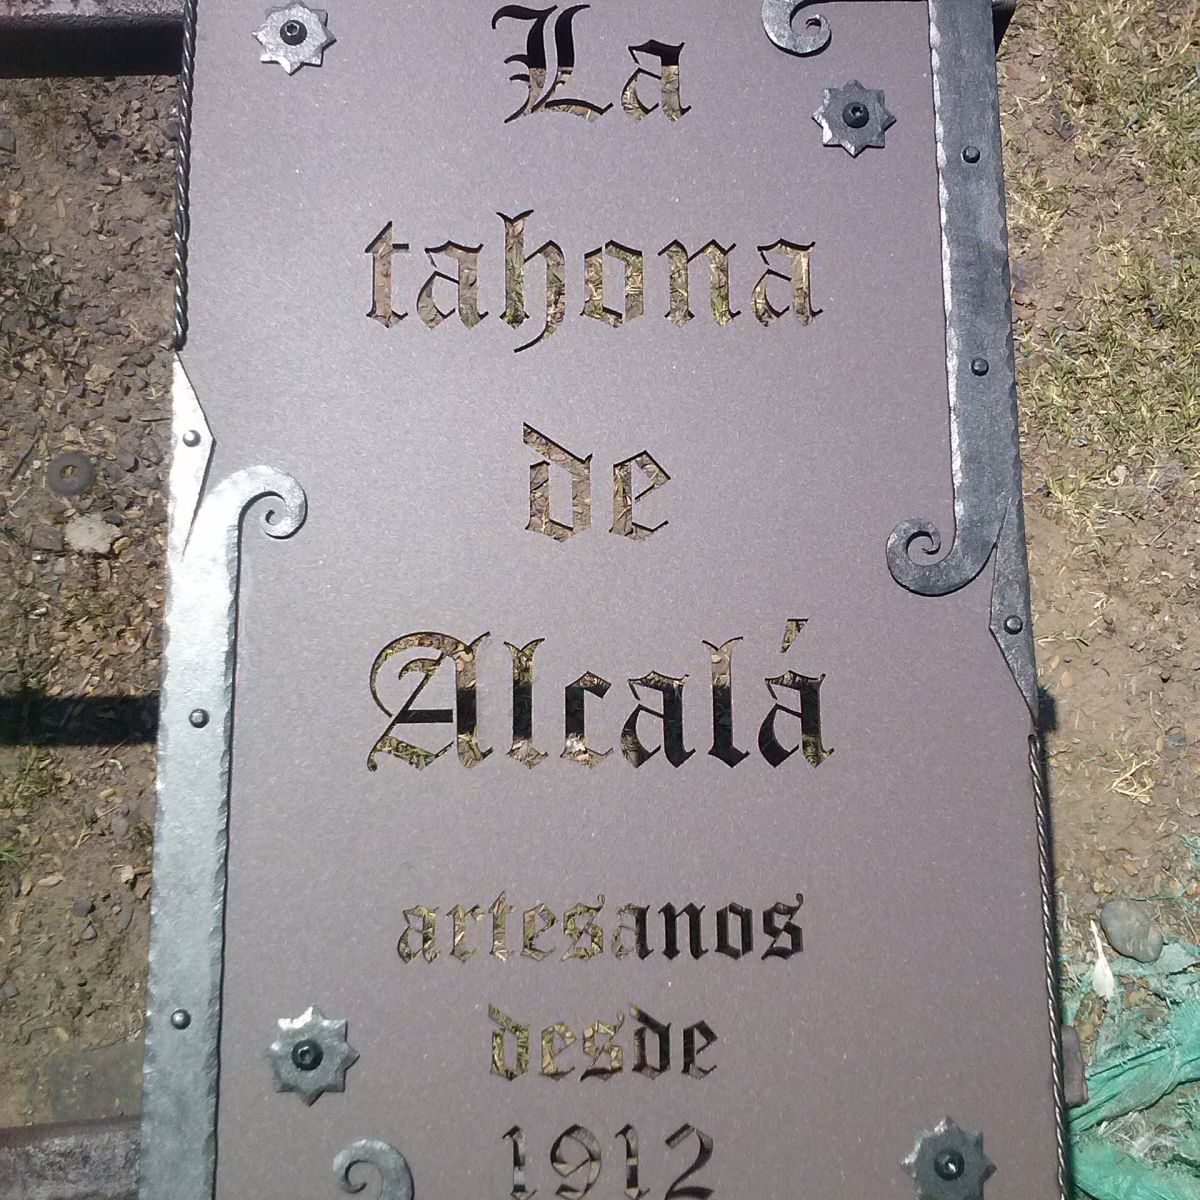 La
tahona
de
Alcalá
artesanos
desde
1912